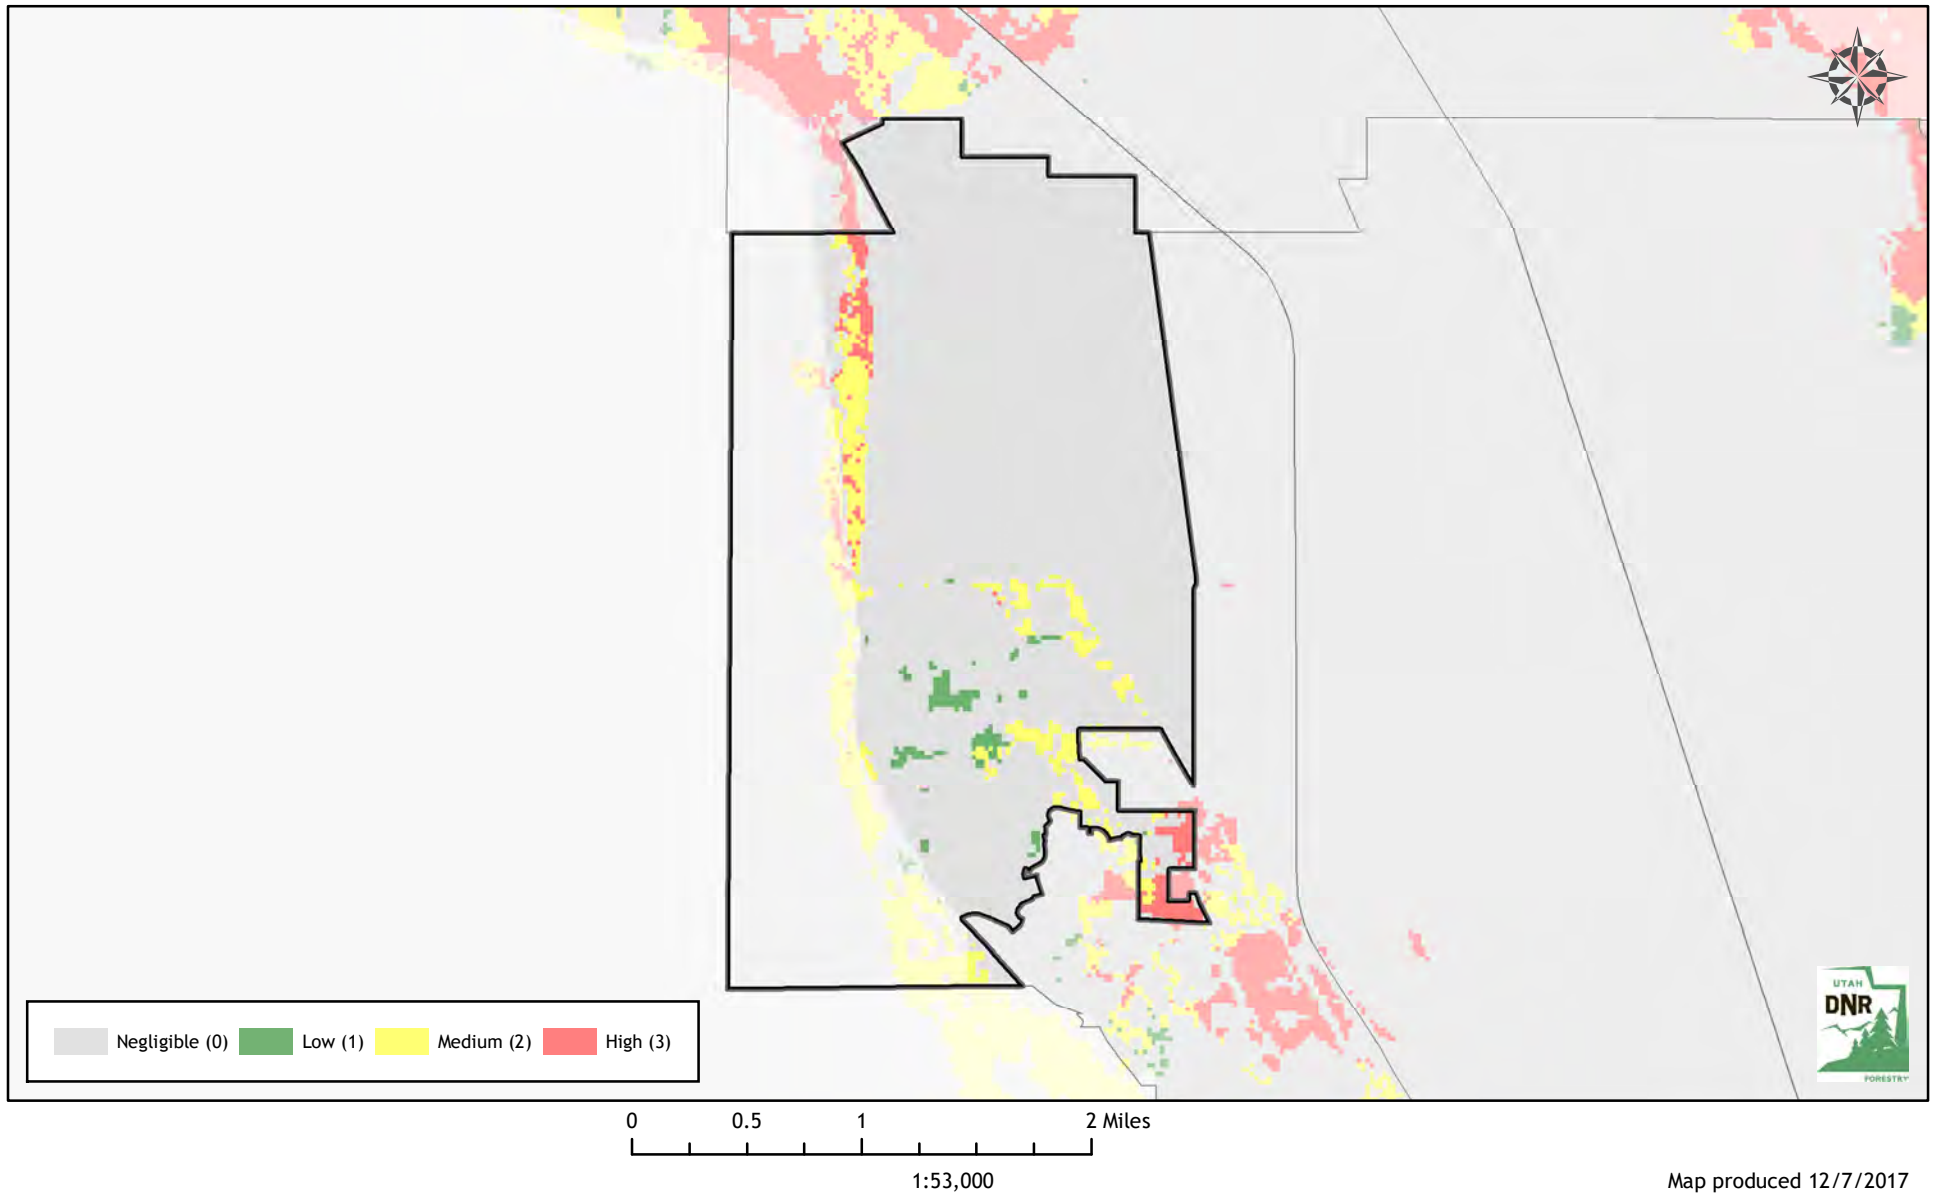 UTAH
DNR
FORESTRY
Negligible (0) Low (1) Medium (2) High (3)
0 0.5 1 2 Miles
1:53,000
Map produced 12/7/2017